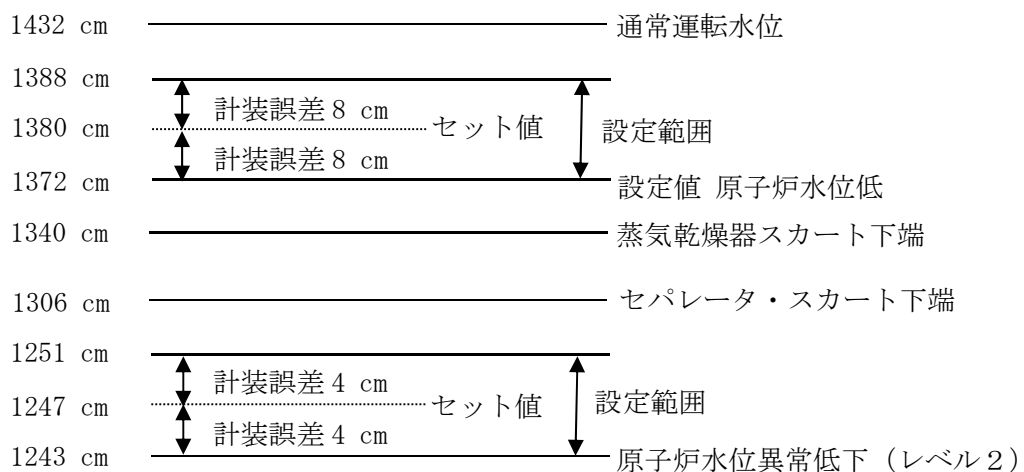 1432 cm 通常運転水位
1388 cm
計装誤差8 cm
1380 cm セット値 設定範囲
計装誤差8 cm
1372 cm 設定値 原子炉水位低
1340 cm 蒸気乾燥器スカート下端
1306 cm セパレータ・スカート下端
1251 cm
計装誤差4 cm
1247 cm セット値 設定範囲
計装誤差4 cm
1243 cm 原子炉水位異常低下（レベル2）